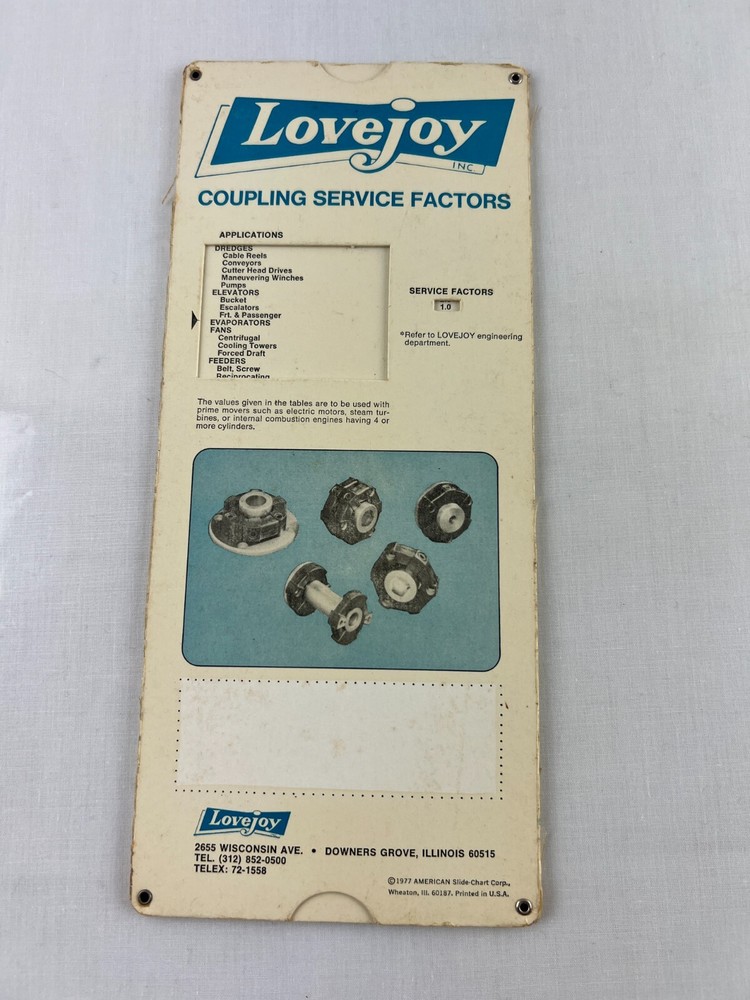 Lovejoy
INC
COUPLING SERVICE FACTORS
APPLICATIONS
DREDGES
Cable Reels
Conveyors
Cutter Head Drives
Maneuvering Winches
Pumps
ELEVATORS
Bucket
Escalators
Frt. & Passenger
EVAPORATORS
FANS
Centrifugal
Cooling Towers
Forced Draft
FEEDERS
Belt, Screw
Reciprocating
SERVICE FACTORS
1.0
*Refer to LOVEJOY engineering
department.
The values given in the tables are to be used with
prime movers such as electric motors, steam tur-
bines, or internal combustion engines having 4 or
more cylinders.
Lovejoy
2655 WISCONSIN AVE. • DOWNERS GROVE, ILLINOIS 60515
TEL. (312) 852-0500
TELEX: 72-1558
©1977 AMERICAN Slide-Chart Corp.,
Wheaton, Ill. 60187. Printed in U.S.A.